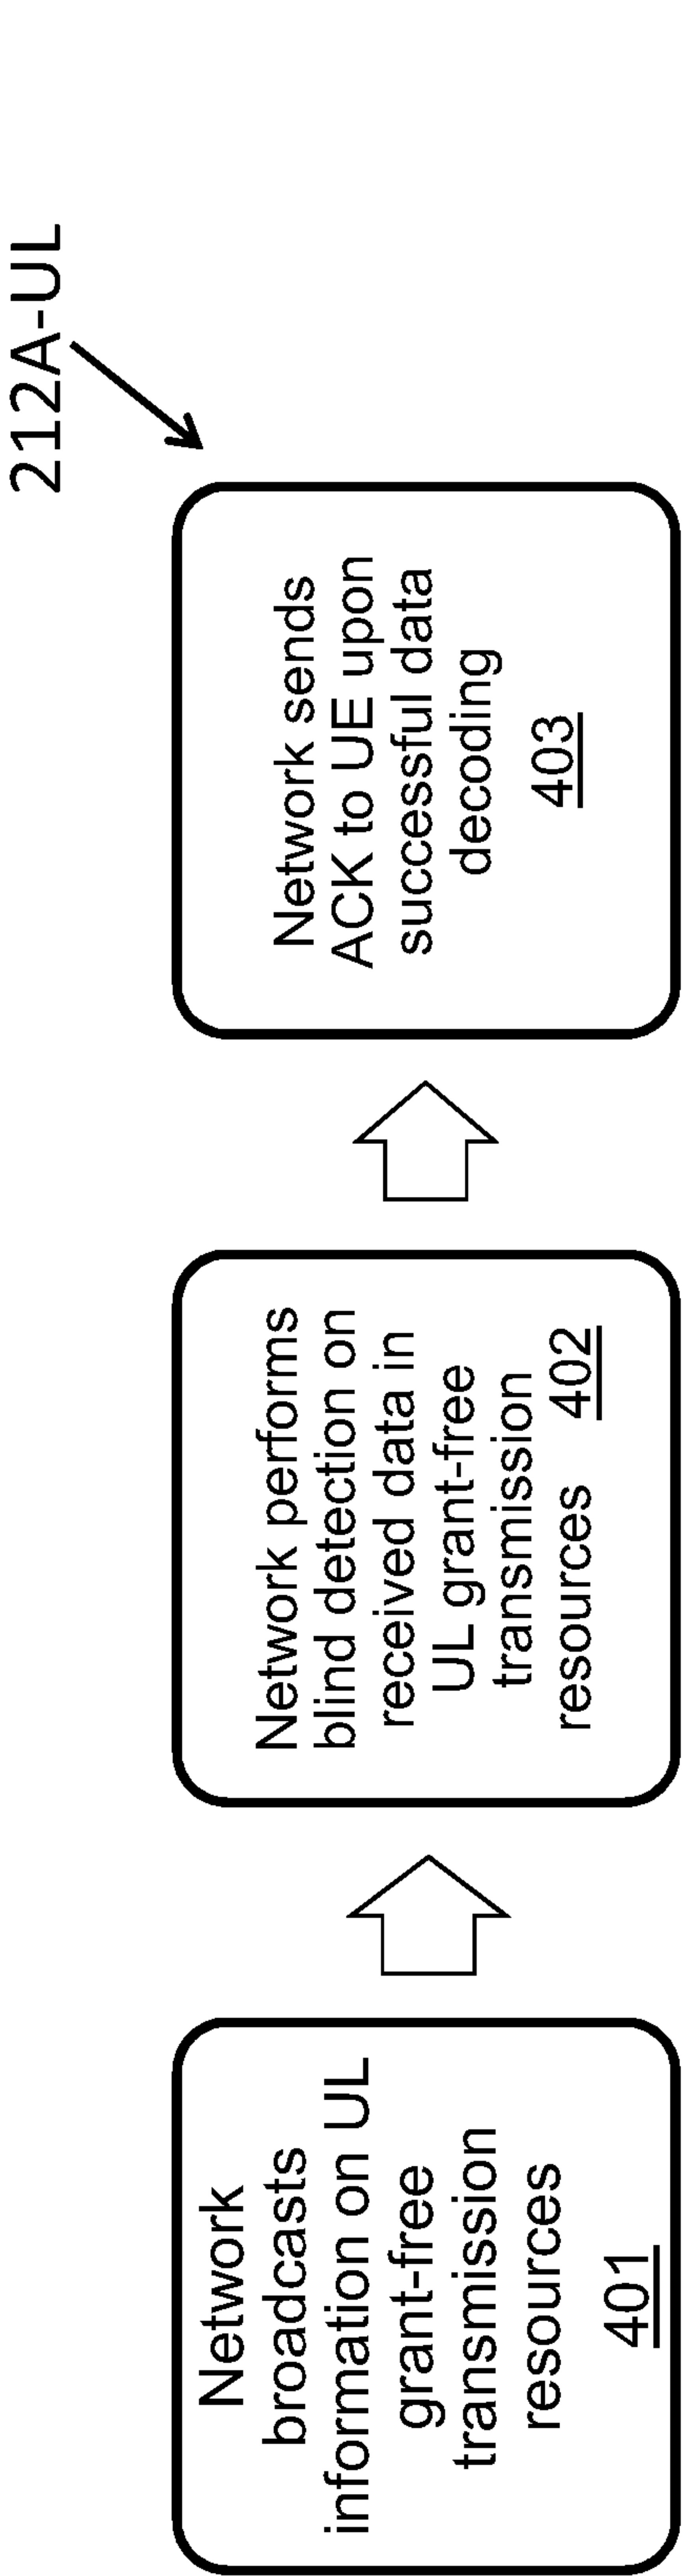 212A-UL
Network
broadcasts
information on UL
grant-free
transmission
resources
401
Network performs
blind detection on
received data in
UL grant-free
transmission
resources 402
Network sends
ACK to UE upon
successful data
decoding
403